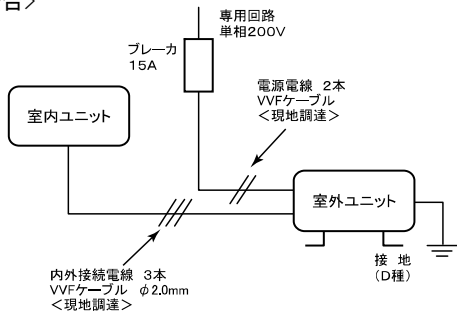 合＞
専用回路
単相200V
ブレーカ
15A
電源電線 2本
VVFケーブル
＜現地調達＞
室内ユニット
室外ユニット
接 地
（D種）
内外接続電線 3本
VVFケーブル φ2.0mm
＜現地調達＞